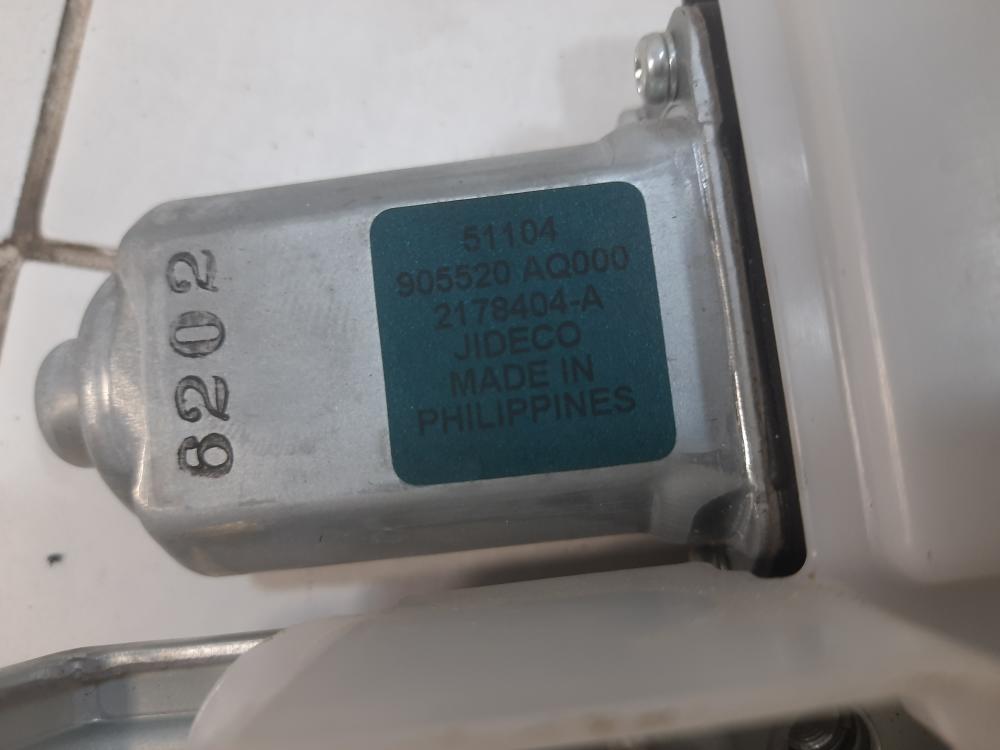 6202
51104
905520 AQ000
2178404-A
JIDECO
MADE IN
PHILIPPINES